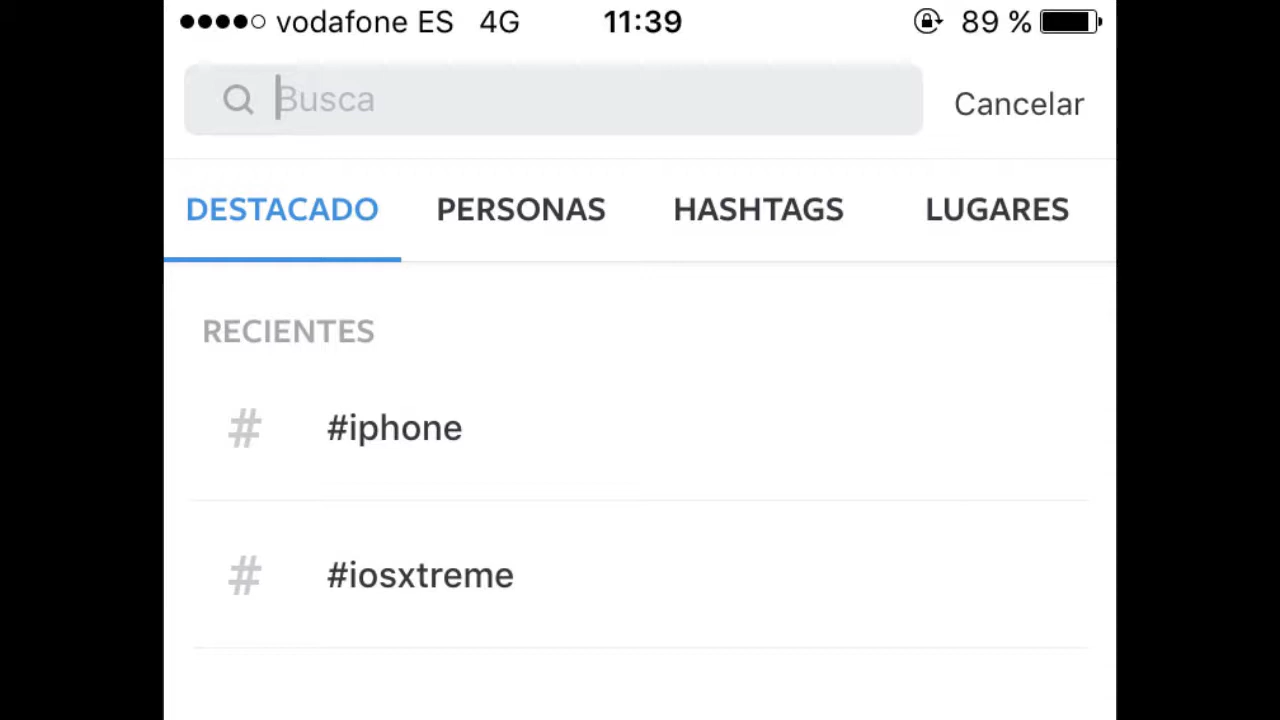 vodafone ES 4G 11:39 89 %
Busca Cancelar
DESTACADO PERSONAS HASHTAGS LUGARES
RECIENTES
# #iphone
# #iosxtreme